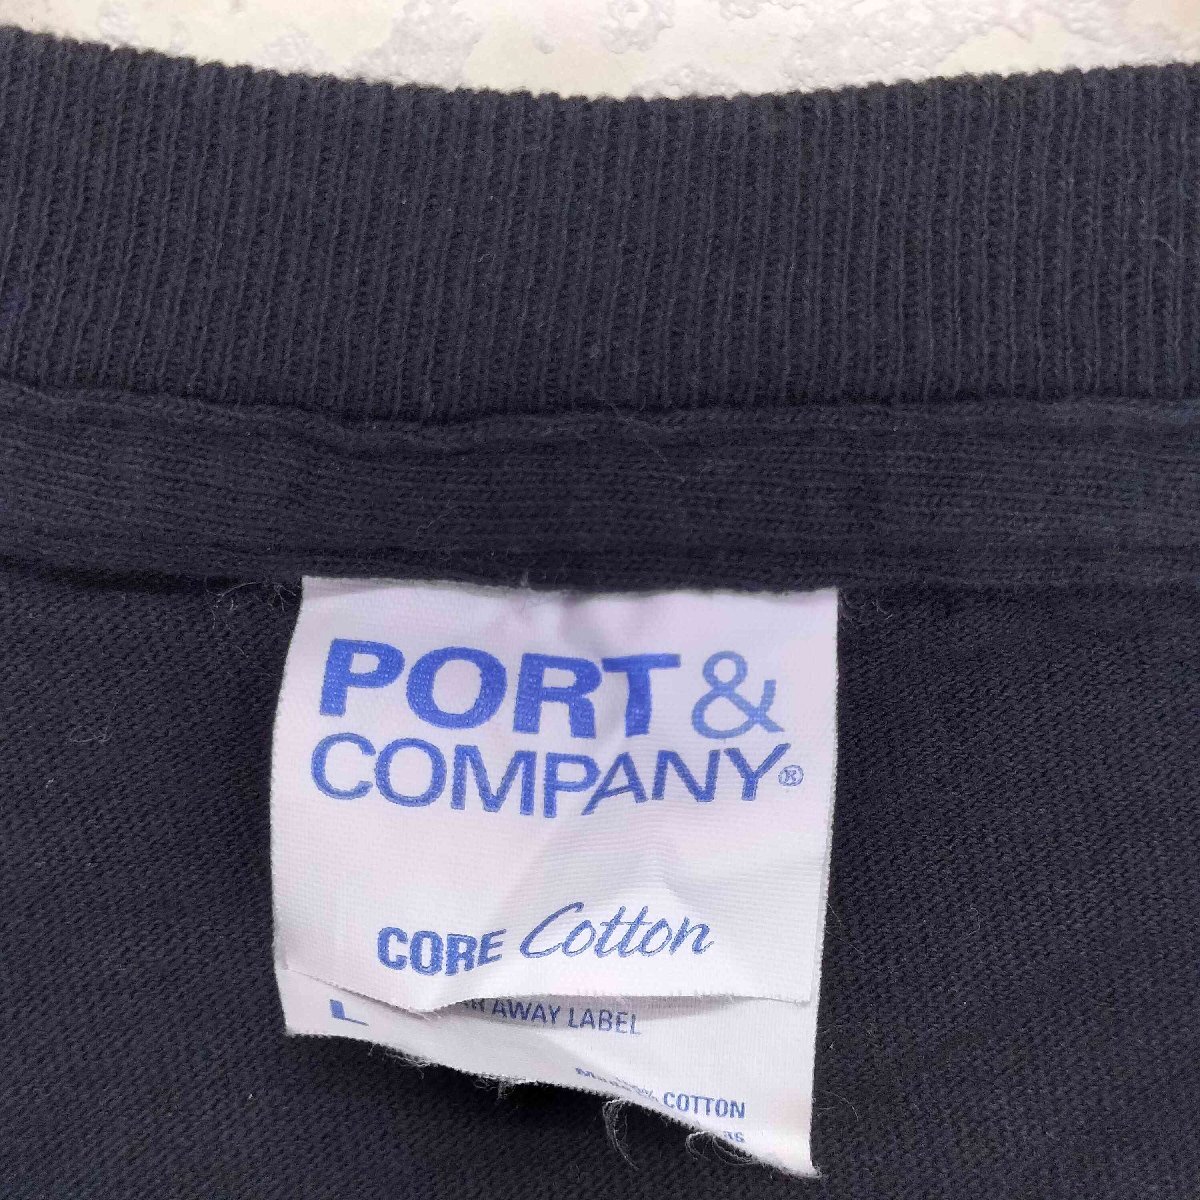 PORT &
COMPANY®
CORE Cotton
L
AWAY LABEL
COTTON